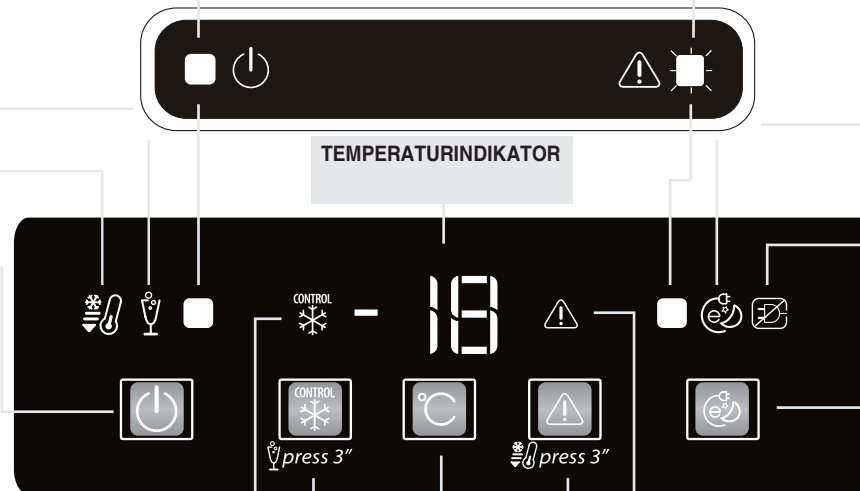 TEMPERATURINDIKATOR
CONTROL
-18
CONTROL
°C
press 3″
press 3″